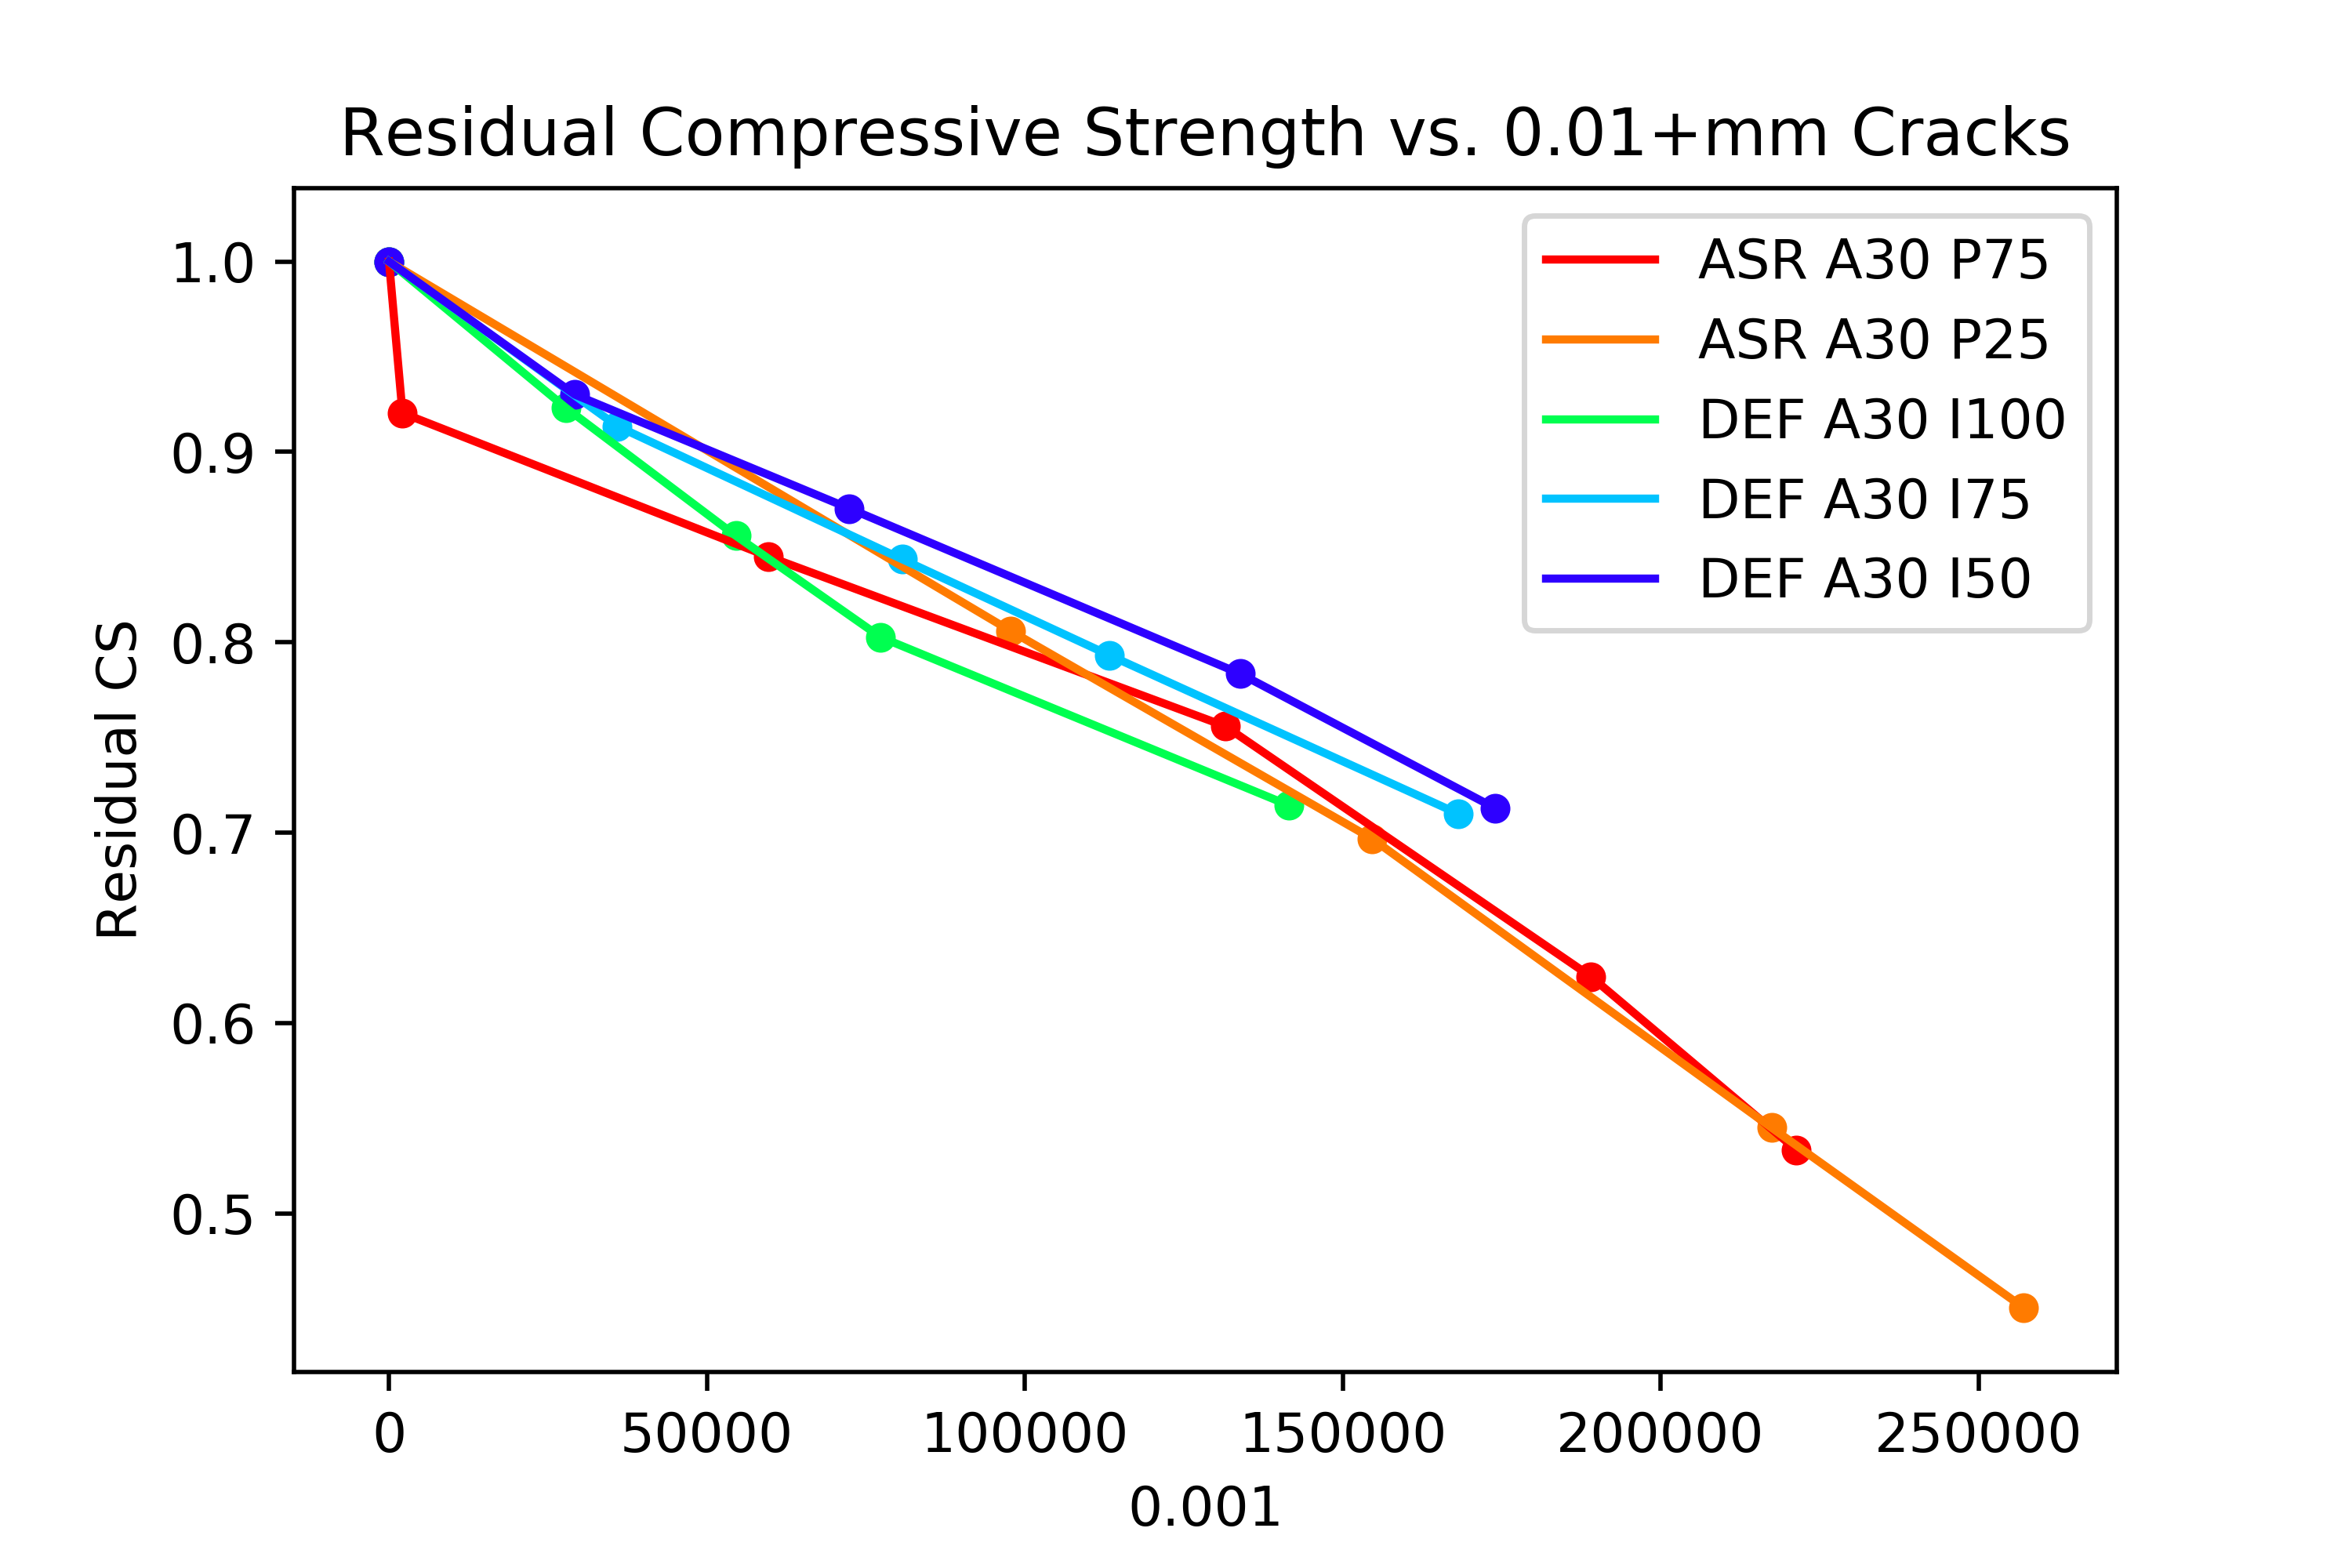 Residual Compressive Strength vs. 0.01+mm Cracks
ASR A30 P75
ASR A30 P25
DEF A30 I100
DEF A30 I75
DEF A30 I50
Residual CS
1.0
0.9
0.8
0.7
0.6
0.5
0 50000 100000 150000 200000 250000
0.001